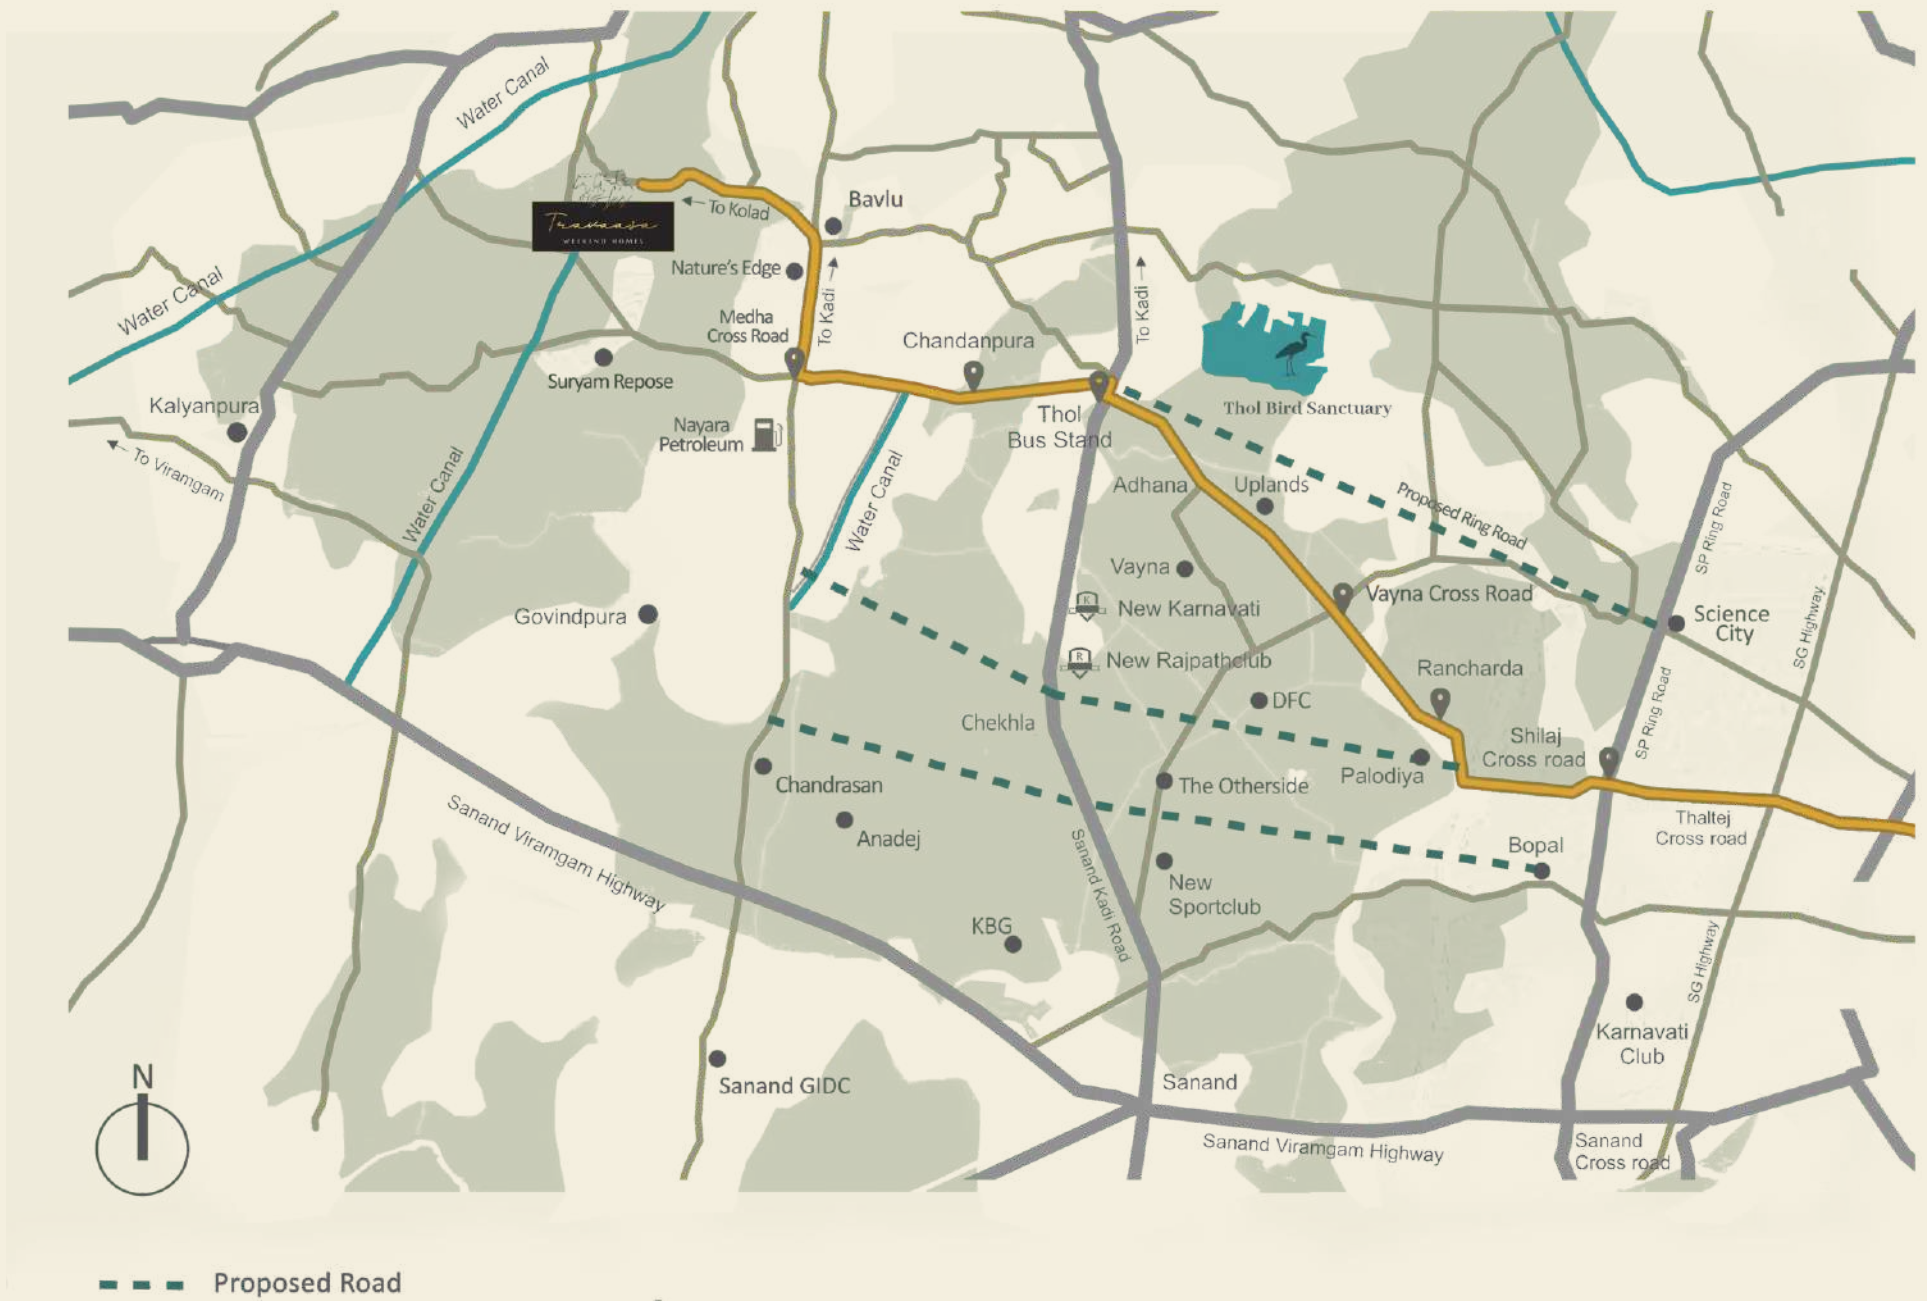 Water Canal
To Kolad
Bavlu
Travaasa
WEEKEND HOMES
Nature's Edge
To Kadi
To Kadi
Water Canal
Medha
Cross Road
Chandanpura
Suryam Repose
Thol Bird Sanctuary
Kalyanpura
Thol
Bus Stand
Nayara
Petroleum
To Viramgam
Water Canal
Water Canal
Adhana
Uplands
Proposed Ring Road
SP Ring Road
Vayna
Vayna Cross Road
K
New Karnavati
Govindpura
Science
City
SG Highway
R
New Rajpathclub
Rancharda
DFC
SP Ring Road
Chekhla
Shilaj
Cross road
Palodiya
Chandrasan
The Otherside
Thaltej
Cross road
Anadej
Sanand Viramgam Highway
Bopal
Sanand Kadi Road
New
Sportclub
KBG
SG Highway
Karnavati
Club
N
Sanand GIDC
Sanand
Sanand Viramgam Highway
Sanand
Cross road
Proposed Road